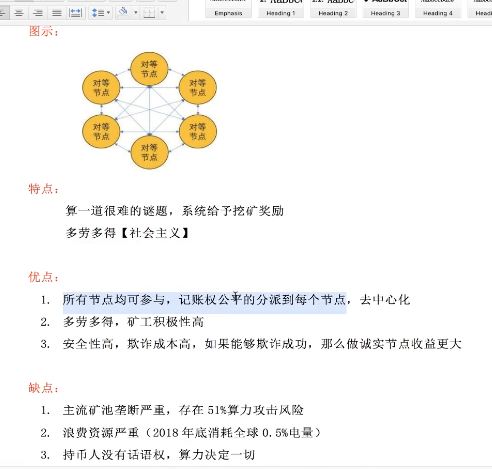 Emphasis
Heading 1
Heading 2
Heading 3
Heading 4
图示：
对等
节点
对等
节点
对等
节点
对等
节点
对等
节点
对等
节点
特点：
算一道很难的谜题，系统给予挖矿奖励
多劳多得【社会主义】
优点：
1. 所有节点均可参与，记账权公平的分派到每个节点，去中心化
2. 多劳多得，矿工积极性高
3. 安全性高，欺诈成本高，如果能够欺诈成功，那么做诚实节点收益更大
缺点：
1. 主流矿池垄断严重，存在 51%算力攻击风险
2. 浪费资源严重（2018 年底消耗全球 0.5%电量）
3. 持币人没有话语权，算力决定一切